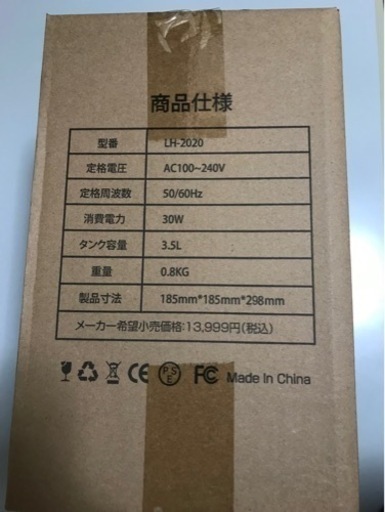 商品仕様
型番 LH-2020
定格電圧 AC100~240V
定格周波数 50/60Hz
消費電力 30W
タンク容量 3.5L
重量 0.8KG
製品寸法 185mm*185mm*298mm
メーカー希望小売価格:13,999円(税込)
CE PSE FC Made In China